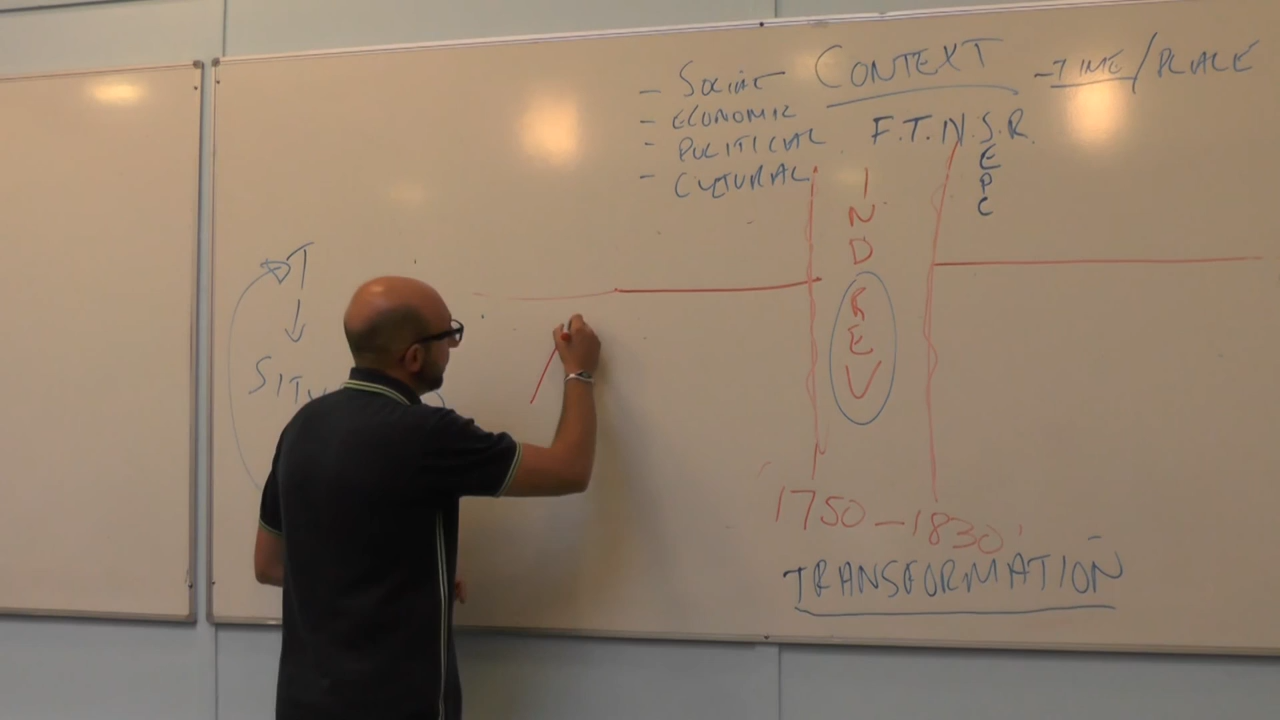 - SOCIAL
- ECONOMIC
- POLITICAL
- CULTURAL
CONTEXT
- TIME/PLACE
F.T.N.S.R.
E
P
C
I
N
D
R
E
V
T
SITU
1750-1830
TRANSFORMATION